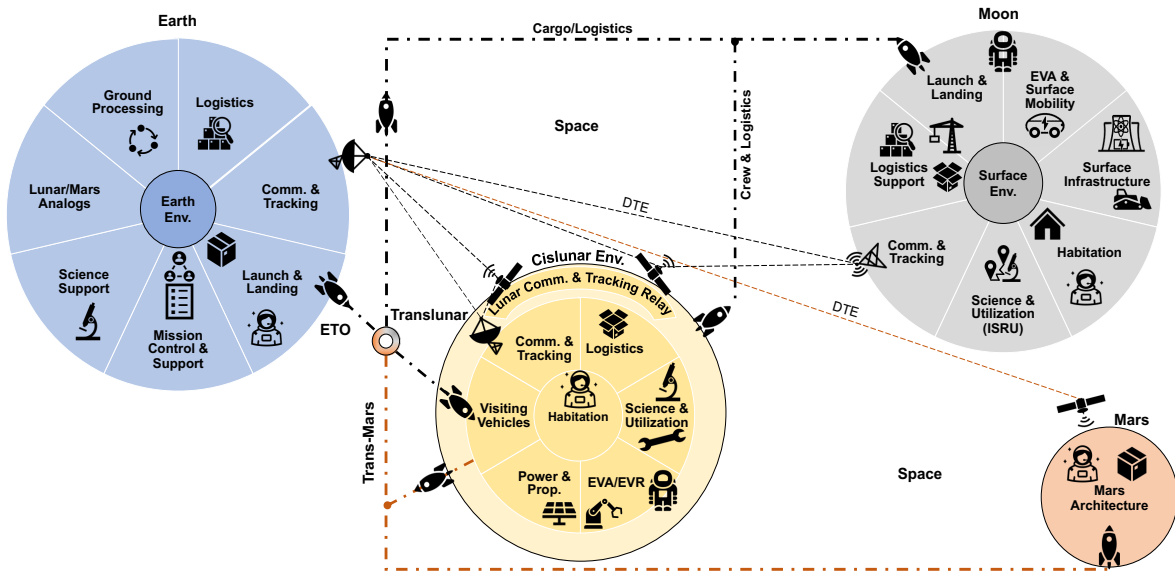 Earth
Ground
Processing
Logistics
Lunar/Mars
Analogs
Earth
Env.
Comm. &
Tracking
Science
Support
Mission
Control &
Support
Launch &
Landing
ETO
Translunar
Trans-Mars
Cargo/Logistics
Space
Crew & Logistics
DTE
DTE
Cislunar Env.
Lunar Comm. & Tracking Relay
Comm. &
Tracking
Logistics
Visiting
Vehicles
Habitation
Science &
Utilization
Power &
Prop.
EVA/EVR
Moon
Launch &
Landing
EVA &
Surface
Mobility
Logistics
Support
Surface
Env.
Surface
Infrastructure
Comm. &
Tracking
Science &
Utilization
(ISRU)
Habitation
Space
Mars
Mars
Architecture